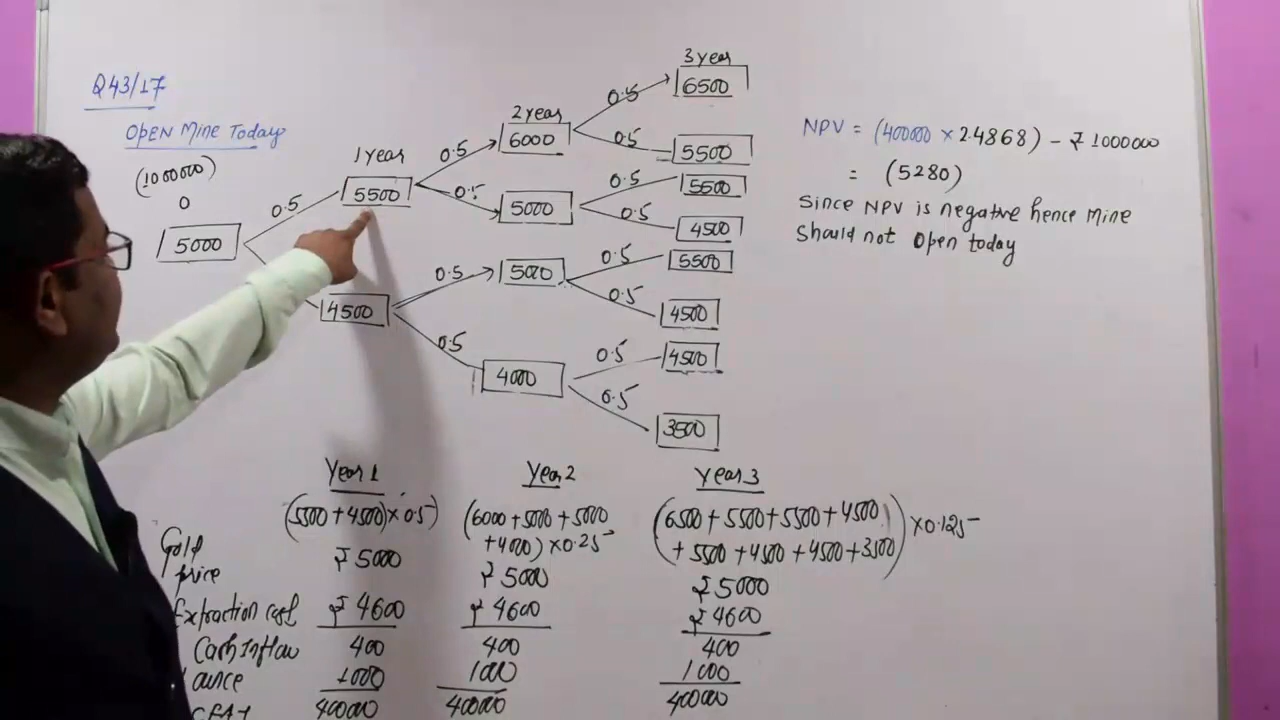 Q43/17
Open Mine Today
(1000000)
0
5000
0.5
1 year
5500
4500
0.5
0.5
0.5
0.5
2 year
6000
5000
5000
4000
0.5
0.5
0.5
0.5
0.5
0.5
0.5
0.5
3 year
6500
5500
5500
4500
5500
4500
4500
3500
NPV = (400000 × 2.4868) - ₹ 1000000
= (5280)
Since NPV is negative hence Mine
Should not Open today
Year 1 Year 2 Year 3
(5500 + 4500) × 0.5 (6000 + 5000 + 5000 + 4000) × 0.25 (6500 + 5500 + 5500 + 4500 + 5500 + 4500 + 4500 + 3500) × 0.125
Gold price ₹ 5000 ₹ 5000 ₹ 5000
Extraction cost ₹ 4600 ₹ 4600 ₹ 4600
Cash Inflow 400 400 400
ounce 1000 1000 1000
400000 400000 400000